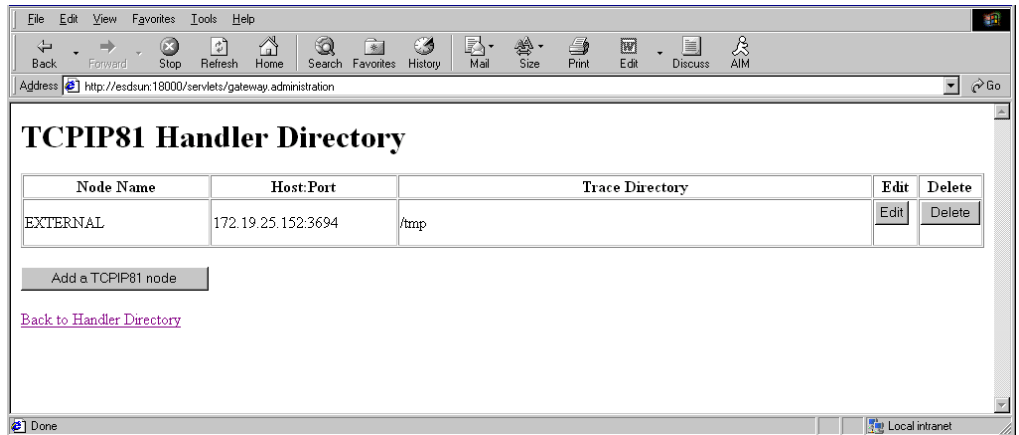 File Edit View Favorites Tools Help
Back Forward Stop Refresh Home Search Favorites History Mail Size Print Edit Discuss AIM
Address http://esdsun:18000/servlets/gateway.administration Go
TCPIP81 Handler Directory
Node Name Host:Port Trace Directory Edit Delete
EXTERNAL 172.19.25.152:3694 /tmp Edit Delete
Add a TCPIP81 node
Back to Handler Directory
Done Local intranet